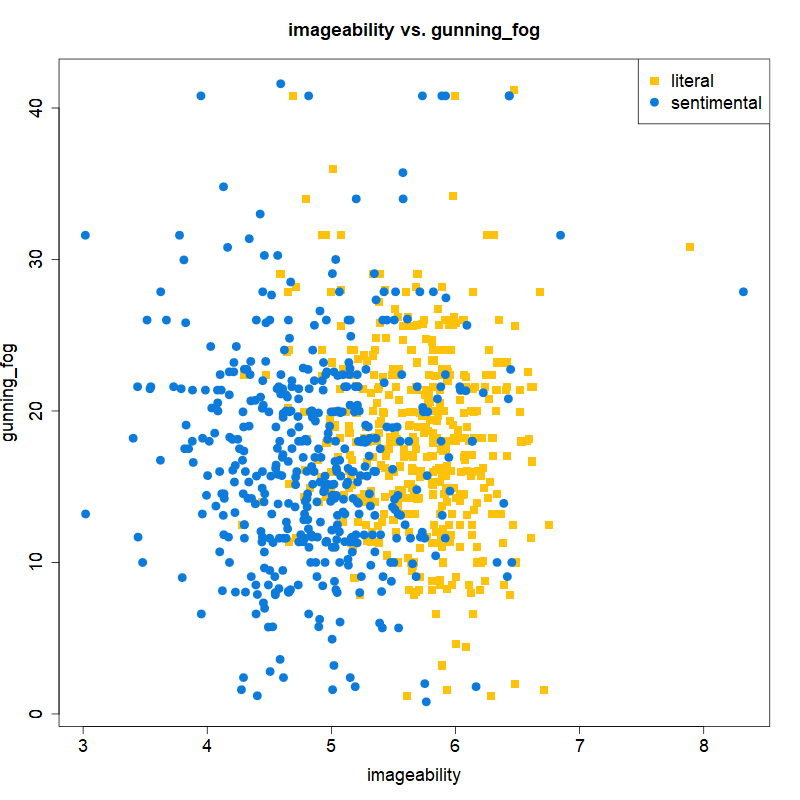 imageability vs. gunning_fog
literal
sentimental
gunning_fog
40
30
20
10
0
3 4 5 6 7 8
imageability